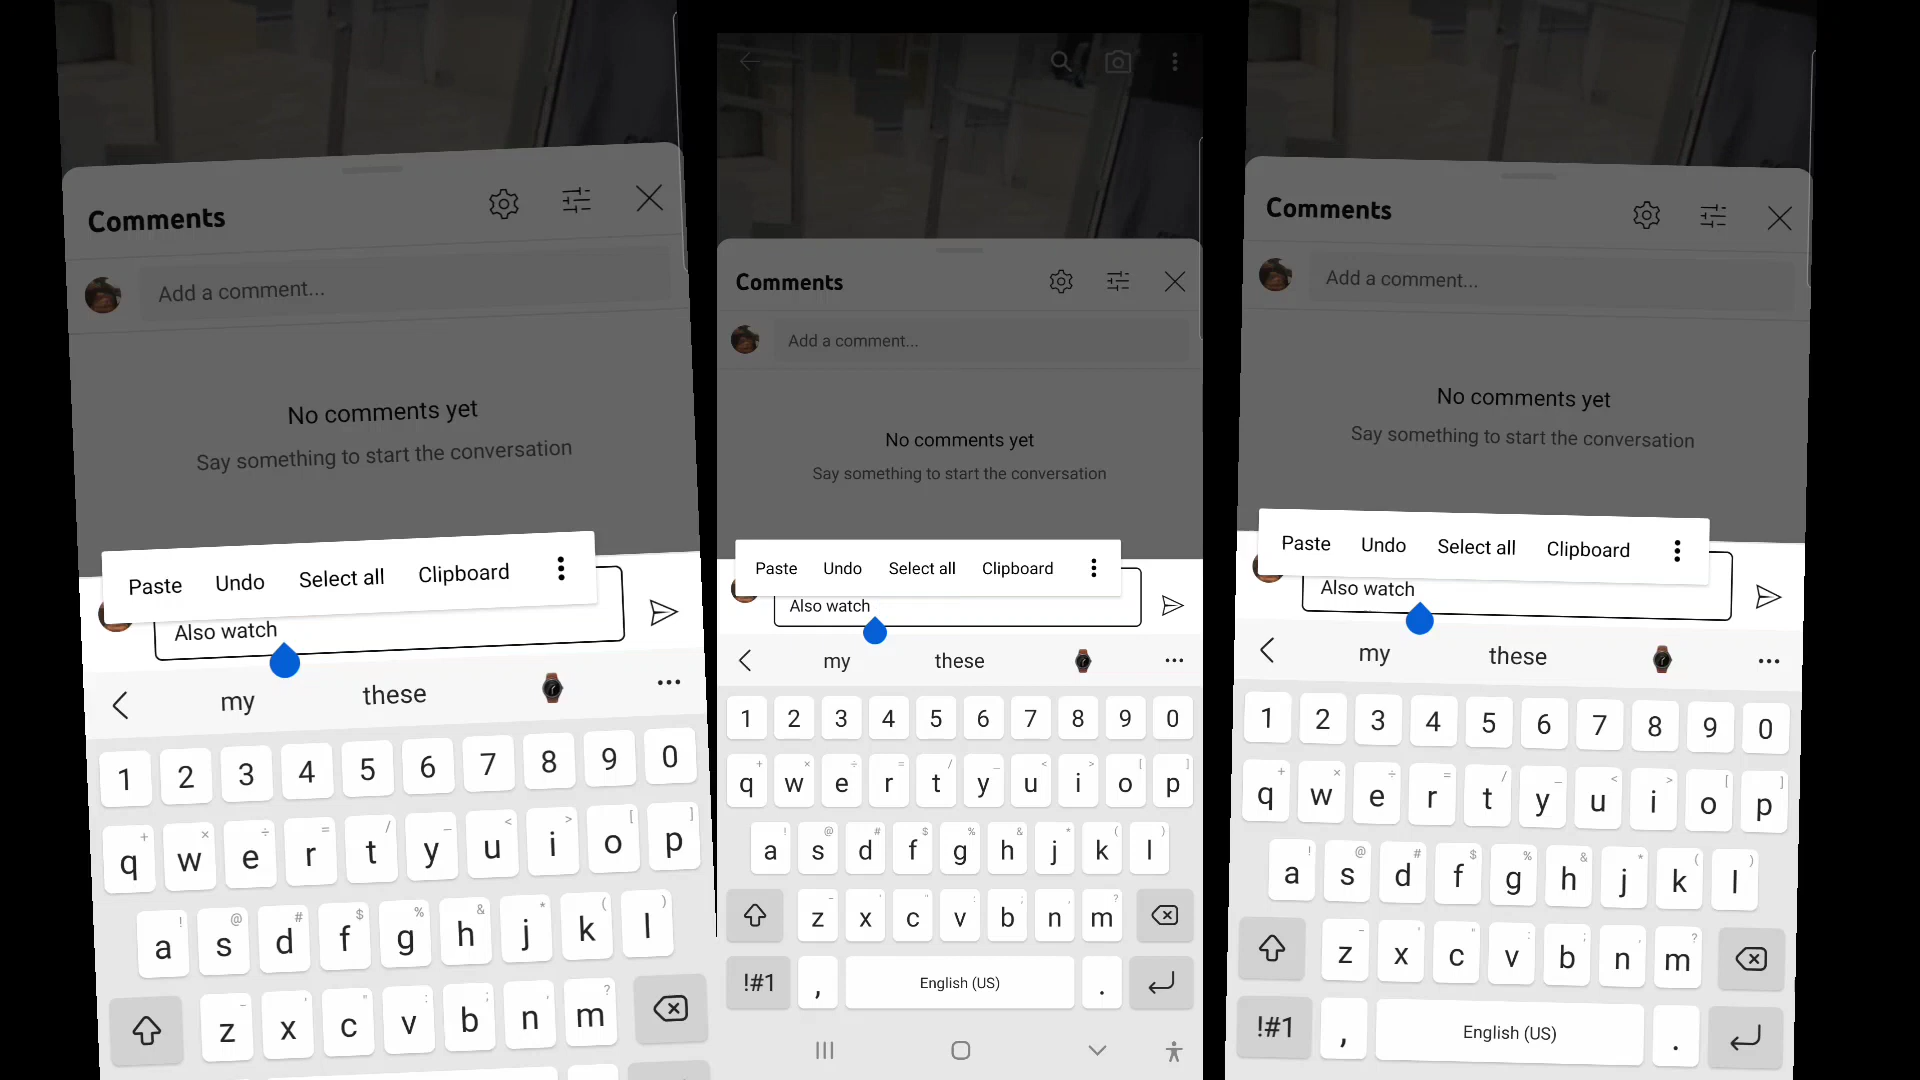 Comments
Add a comment...
No comments yet
Say something to start the conversation
Paste Undo Select all Clipboard
Also watch
my these
1 2 3 4 5 6 7 8 9 0
q w e r t y u i o p
a s d f g h j k l
z x c v b n m
Comments
Add a comment...
No comments yet
Say something to start the conversation
Paste Undo Select all Clipboard
Also watch
my these
1 2 3 4 5 6 7 8 9 0
q w e r t y u i o p
a s d f g h j k l
z x c v b n m
!#1 , English (US) .
Comments
Add a comment...
No comments yet
Say something to start the conversation
Paste Undo Select all Clipboard
Also watch
my these
1 2 3 4 5 6 7 8 9 0
q w e r t y u i o p
a s d f g h j k l
z x c v b n m
!#1 , English (US) .